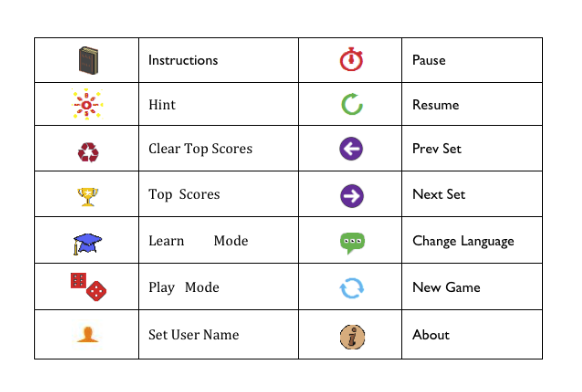 Instructions
Pause
Hint
Resume
Clear Top Scores
Prev Set
Top Scores
Next Set
Learn Mode
Change Language
Play Mode
New Game
Set User Name
About